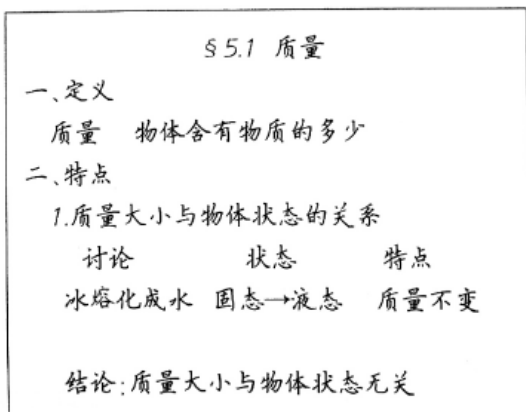 §5.1 质量
一、定义
质量 物体含有物质的多少
二、特点
1.质量大小与物体状态的关系
讨论 状态 特点
冰熔化成水 固态→液态 质量不变
结论:质量大小与物体状态无关